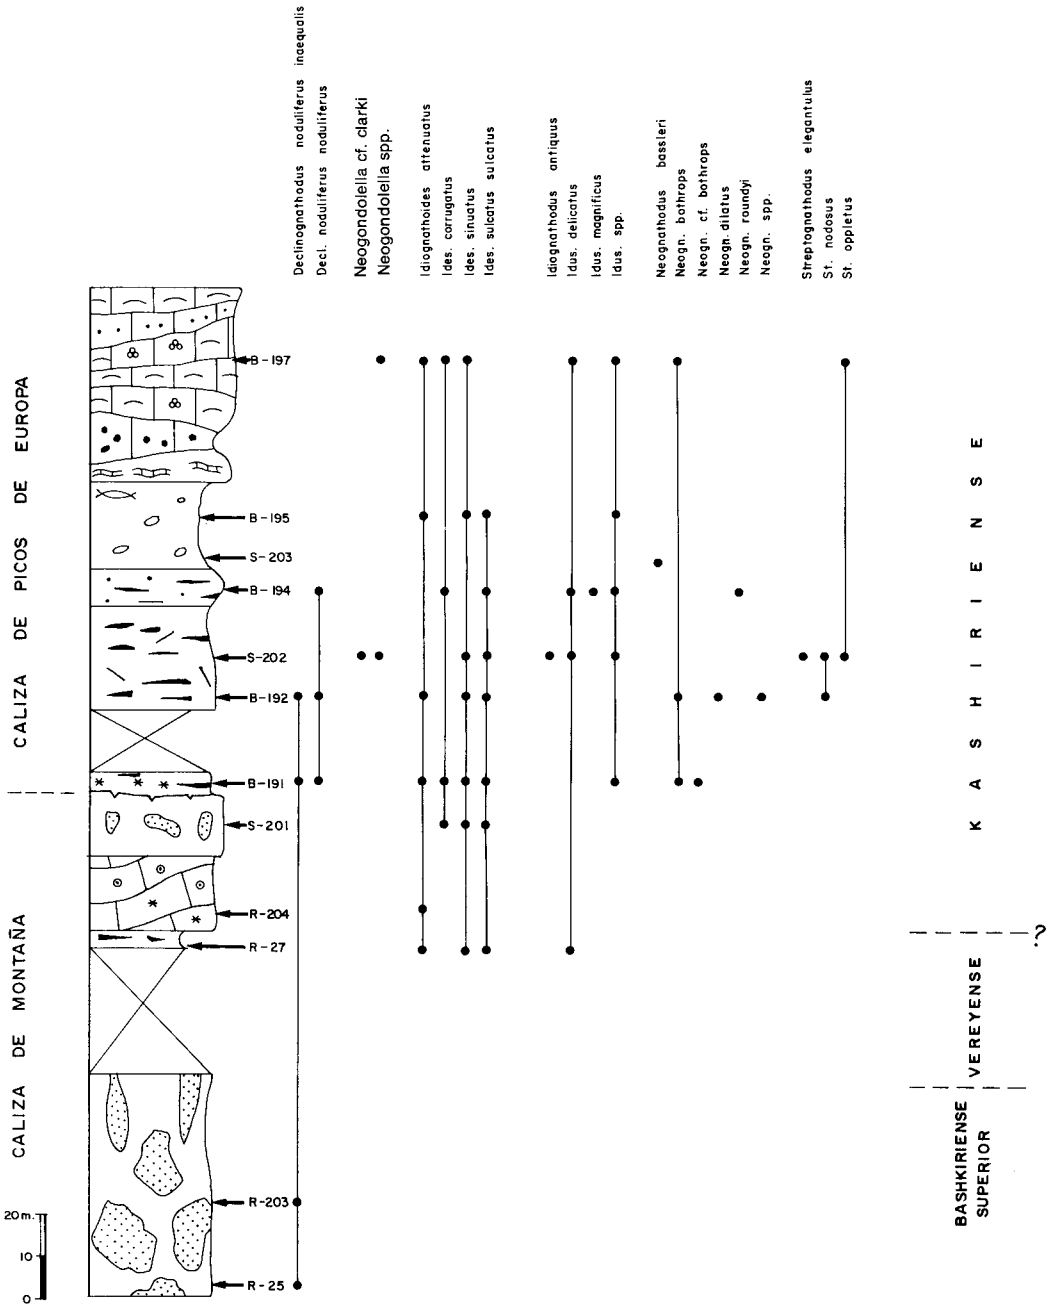 Declinognathodus noduliferus inaequalis
Decl. noduliferus noduliferus
Neogondolella cf. clarki
Neogondolella spp.
Idiognathoides attenuatus
Ides. corrugatus
Ides. sinuatus
Ides. sulcatus sulcatus
Idiognathodus antiquus
Idus. delicatus
Idus. magnificus
Idus. spp.
Neognathodus bassleri
Neogn. bothrops
Neogn. cf. bothrops
Neogn. dilatus
Neogn. roundyi
Neogn. spp.
Streptognathodus elegantulus
St. nodosus
St. oppletus
CALIZA DE PICOS DE EUROPA
CALIZA DE MONTAÑA
B-197
B-195
S-203
B-194
S-202
B-192
B-191
S-201
R-204
R-27
R-203
R-25
KASHIRIENSE
?
VEREYENSE
BASHKIRIENSE
SUPERIOR
20 m.
10
0